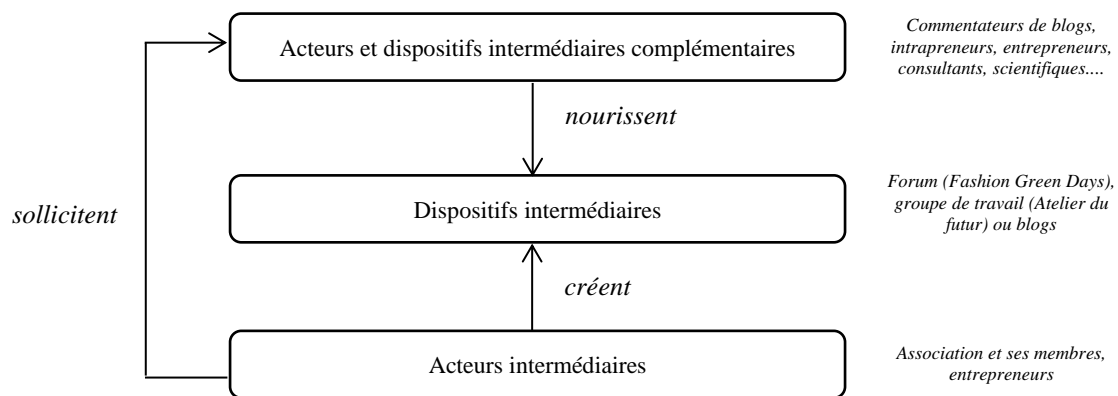 Acteurs et dispositifs intermédiaires complémentaires
Commentateurs de blogs,
intrapreneurs, entrepreneurs,
consultants, scientifiques....
nourissent
sollicitent
Dispositifs intermédiaires
Forum (Fashion Green Days),
groupe de travail (Atelier du
futur) ou blogs
créent
Acteurs intermédiaires
Association et ses membres,
entrepreneurs